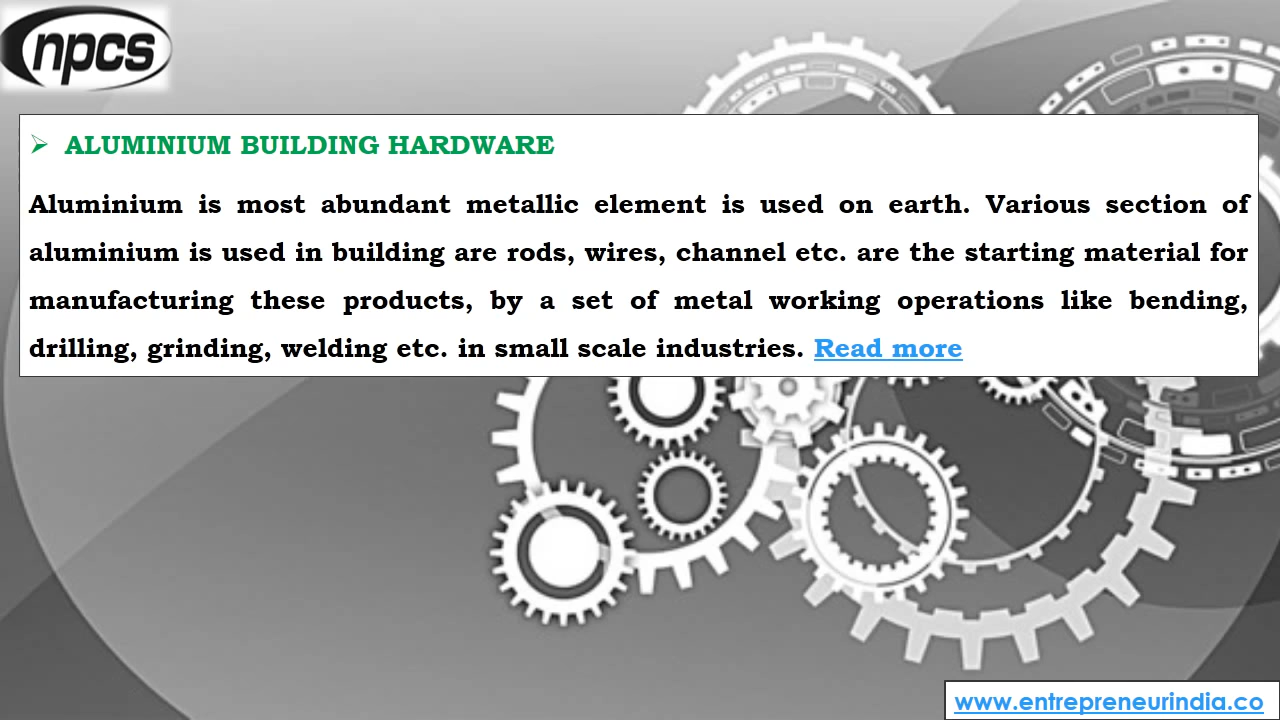 npcs
➢ ALUMINIUM BUILDING HARDWARE
Aluminium is most abundant metallic element is used on earth. Various section of
aluminium is used in building are rods, wires, channel etc. are the starting material for
manufacturing these products, by a set of metal working operations like bending,
drilling, grinding, welding etc. in small scale industries. Read more
www.entrepreneurindia.co